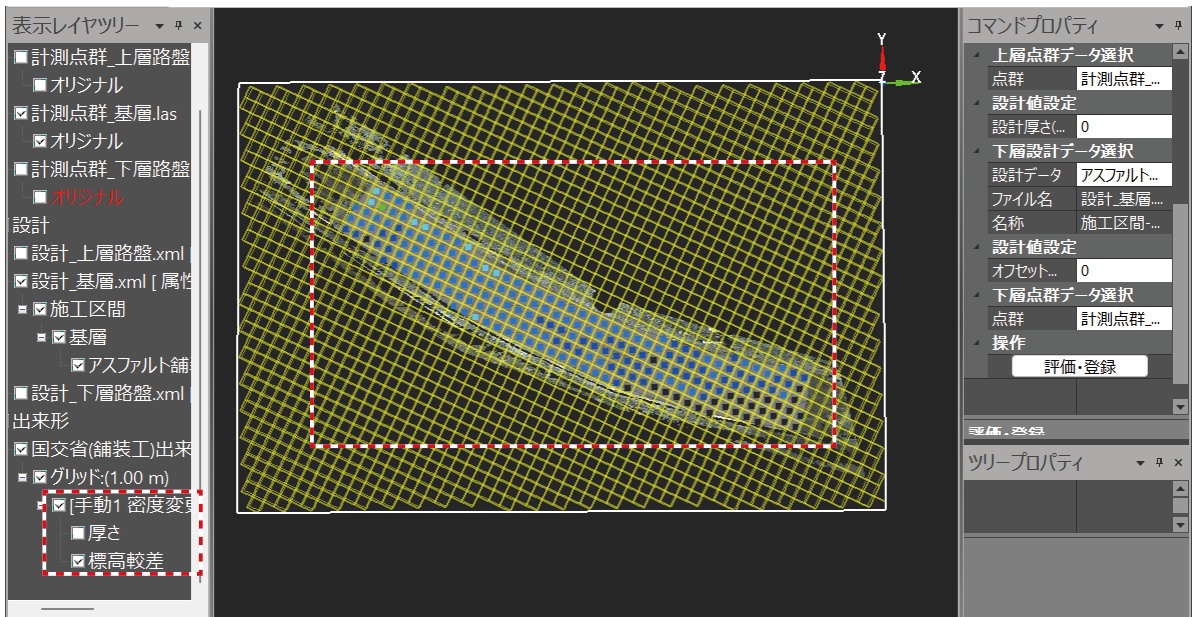 表示レイヤツリー
計測点群_上層路盤
オリジナル
計測点群_基層.las
オリジナル
計測点群_下層路盤
オリジナル
設計
設計_上層路盤.xml [
設計_基層.xml [ 属性
施工区間
基層
アスファルト舗
設計_下層路盤.xml [
出来形
国交省(舗装工)出来
グリッド:(1.00 m)
[手動1 密度変更
厚さ
標高較差
Y
Z X
コマンドプロパティ
上層点群データ選択
点群 計測点群_...
設計値設定
設計厚さ(... 0
下層設計データ選択
設計データ アスファルト...
ファイル名 設計_基層....
名称 施工区間-...
設計値設定
オフセット... 0
下層点群データ選択
点群 計測点群_...
操作
評価・登録
評価・登録
ツリープロパティ